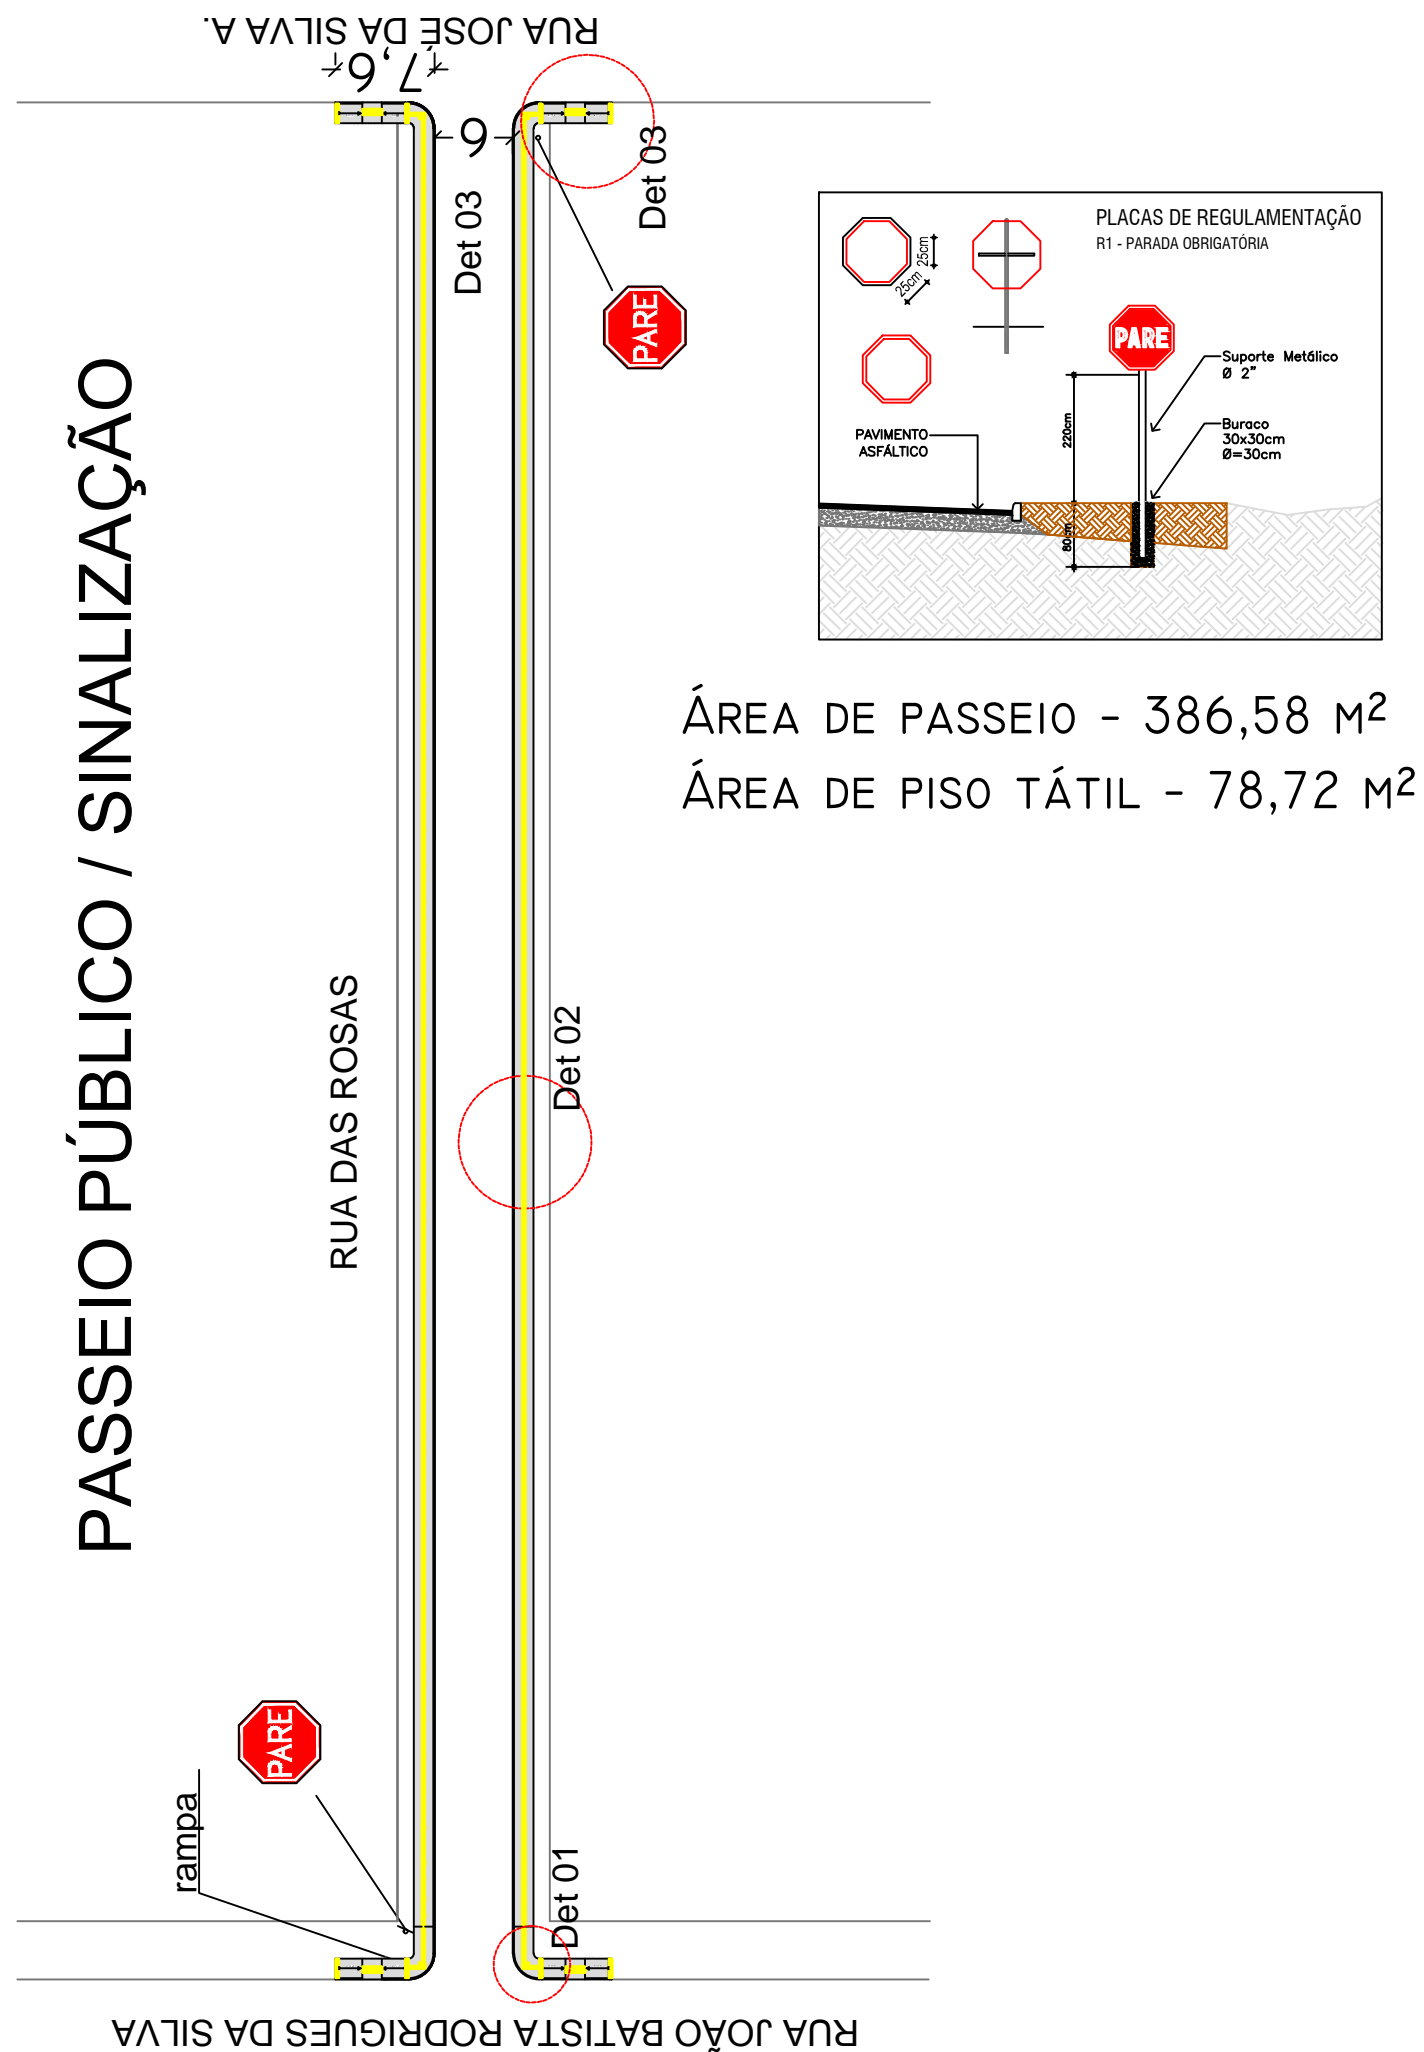 RUA JOSÉ DA SILVA A.
7,6
6
Det 03
Det 03
PARE
PLACAS DE REGULAMENTAÇÃO
R1 - PARADA OBRIGATÓRIA
25cm
25cm
PARE
Suporte Metálico
Ø 2"
220cm
Buraco
30x30cm
Ø=30cm
PAVIMENTO
ASFÁLTICO
80cm
ÁREA DE PASSEIO - 386,58 M²
ÁREA DE PISO TÁTIL - 78,72 M²
PASSEIO PÚBLICO / SINALIZAÇÃO
RUA DAS ROSAS
Det 02
PARE
rampa
Det 01
RUA JOÃO BATISTA RODRIGUES DA SILVA